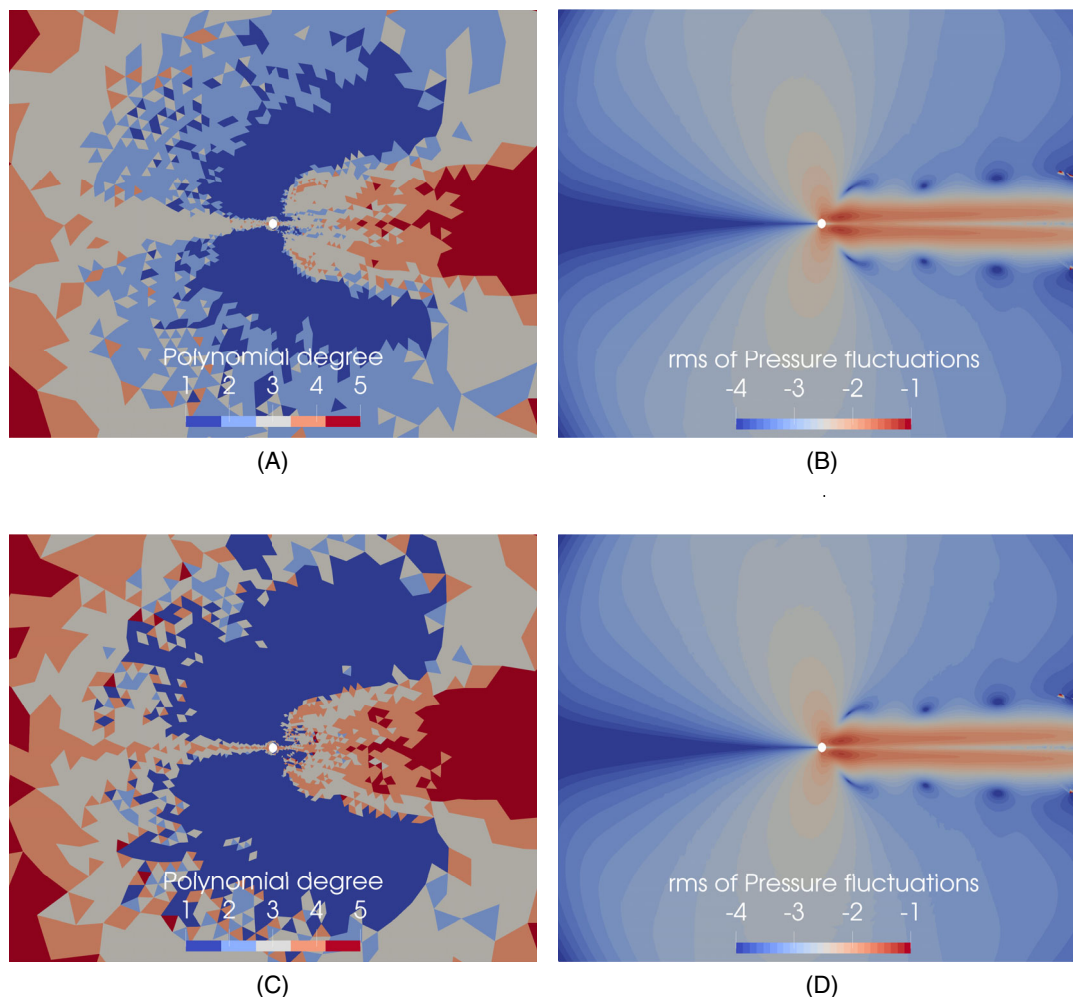 Polynomial degree
1 2 3 4 5
(A)
rms of Pressure fluctuations
-4 -3 -2 -1
(B)
Polynomial degree
1 2 3 4 5
(C)
rms of Pressure fluctuations
-4 -3 -2 -1
(D)